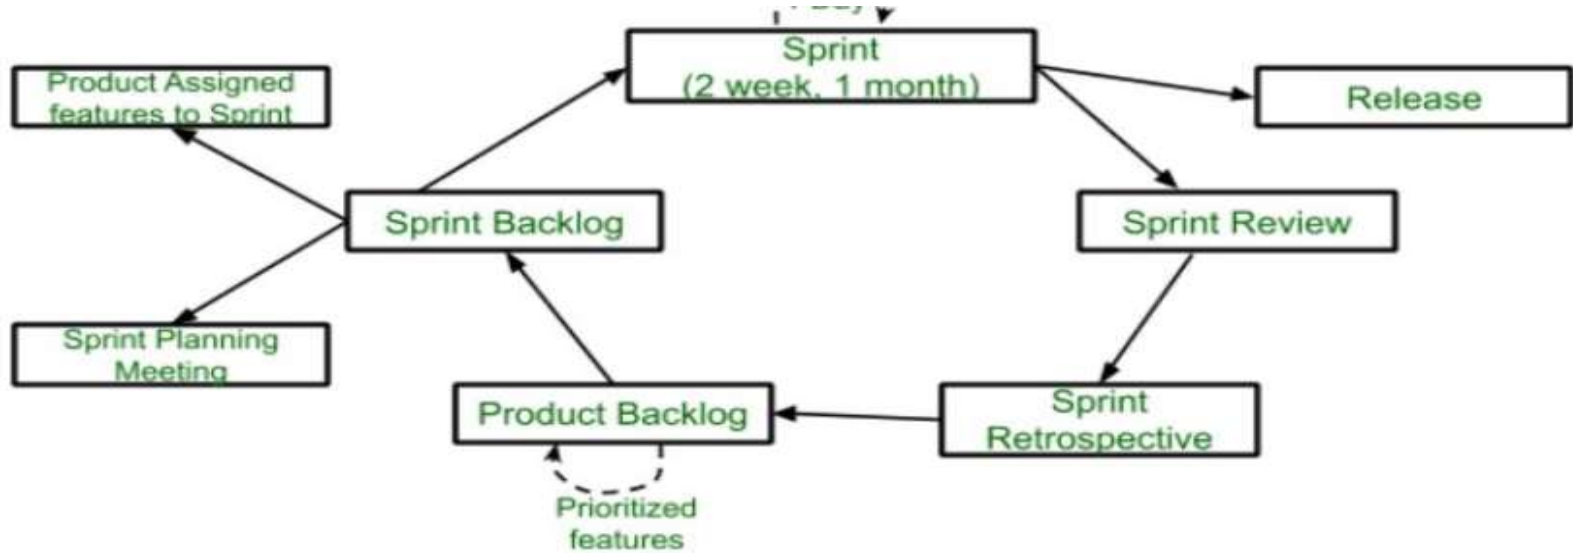 Sprint
(2 week, 1 month)
Product Assigned
features to Sprint
Release
Sprint Backlog
Sprint Review
Sprint Planning
Meeting
Product Backlog
Sprint
Retrospective
Prioritized
features